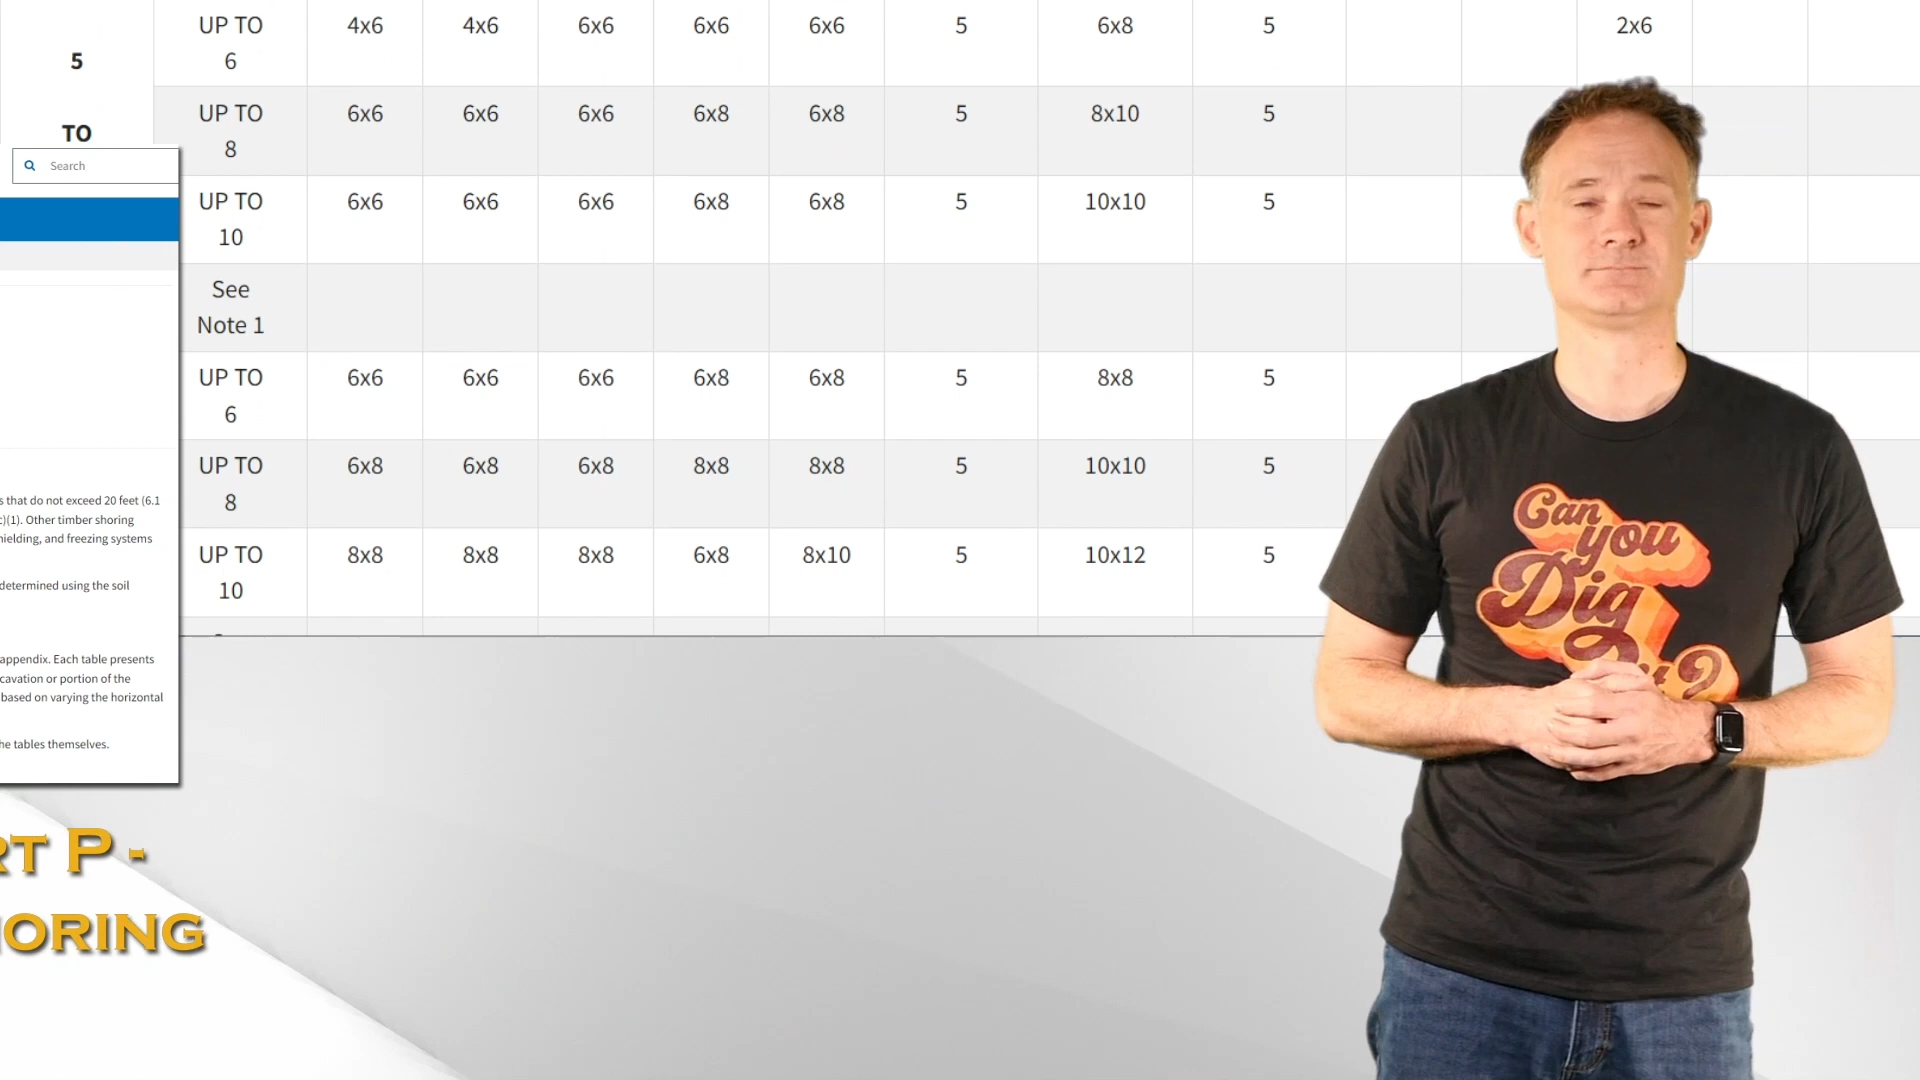 UP TO 4x6 4x6 6x6 6x6 6x6 5 6x8 5 2x6
5 6
UP TO 6x6 6x6 6x6 6x8 6x8 5 8x10 5
TO 8
Search
UP TO 6x6 6x6 6x6 6x8 6x8 5 10x10 5
10
See
Note 1
UP TO 6x6 6x6 6x6 6x8 6x8 5 8x8 5
6
UP TO 6x8 6x8 6x8 8x8 8x8 5 10x10 5
8
UP TO 8x8 8x8 8x8 6x8 8x10 5 10x12 5
10
s that do not exceed 20 feet (6.1
c)(1). Other timber shoring
hielding, and freezing systems
determined using the soil
appendix. Each table presents
cavation or portion of the
based on varying the horizontal
he tables themselves.
RT P -
HORING
Can
you
Dig
?